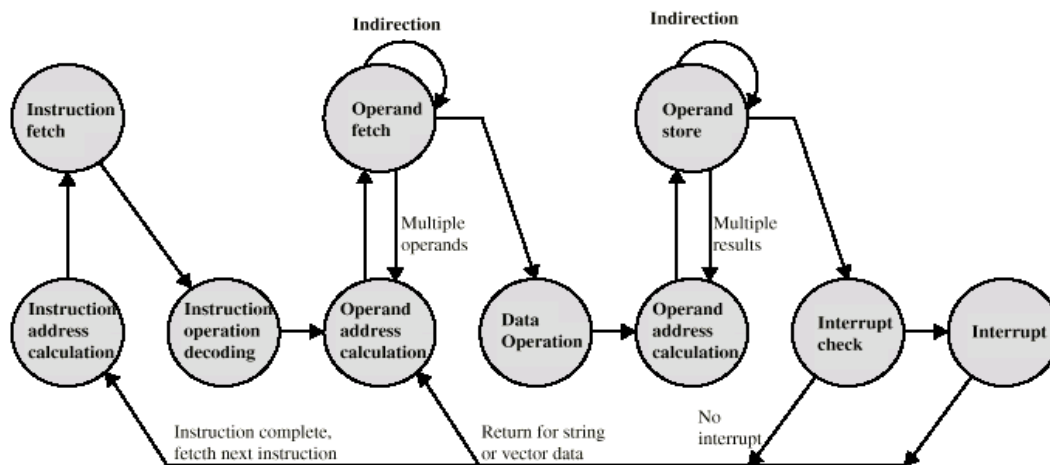 Indirection
Indirection
Instruction
fetch
Operand
fetch
Operand
store
Multiple
operands
Multiple
results
Instruction
address
calculation
Instruction
operation
decoding
Operand
address
calculation
Data
Operation
Operand
address
calculation
Interrupt
check
Interrupt
Instruction complete,
fetcth next instruction
Return for string
or vector data
No
interrupt